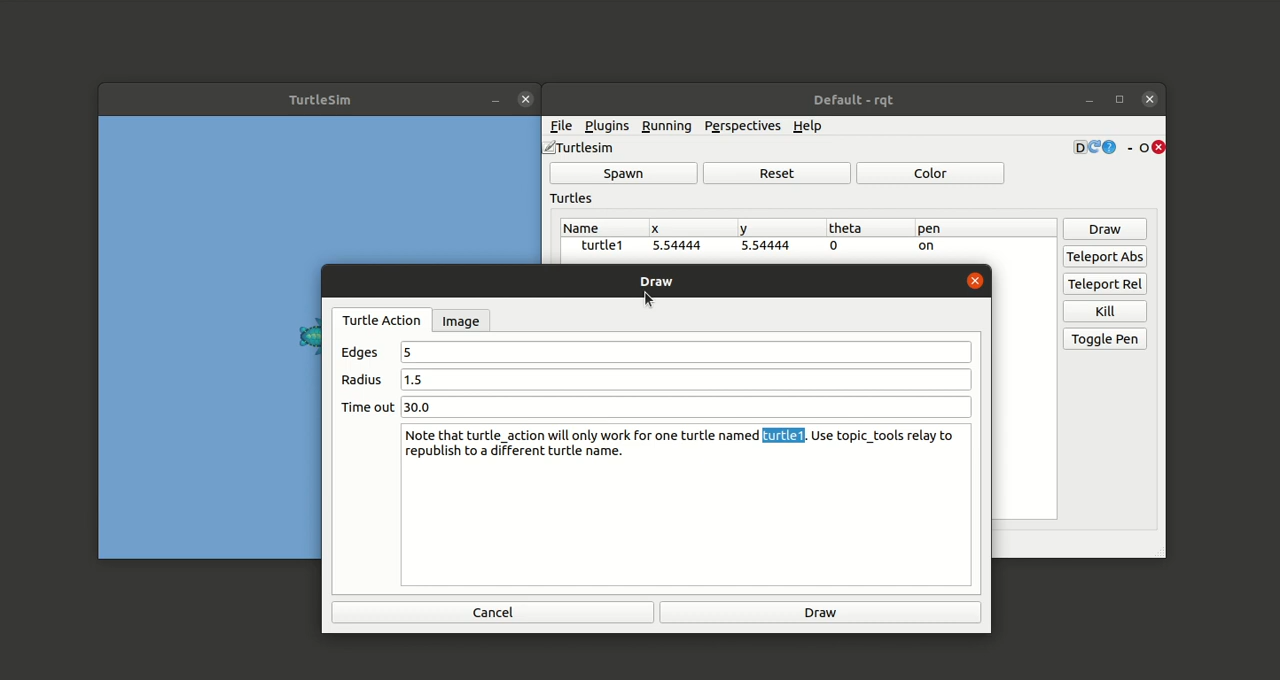 TurtleSim
Default - rqt
File Plugins Running Perspectives Help
Turtlesim
D ? - O
Spawn Reset Color
Turtles
Name x y theta pen
turtle1 5.54444 5.54444 0 on
Draw
Teleport Abs
Teleport Rel
Kill
Toggle Pen
Draw
Turtle Action Image
Edges 5
Radius 1.5
Time out 30.0
Note that turtle_action will only work for one turtle named turtle1. Use topic_tools relay to
republish to a different turtle name.
Cancel Draw